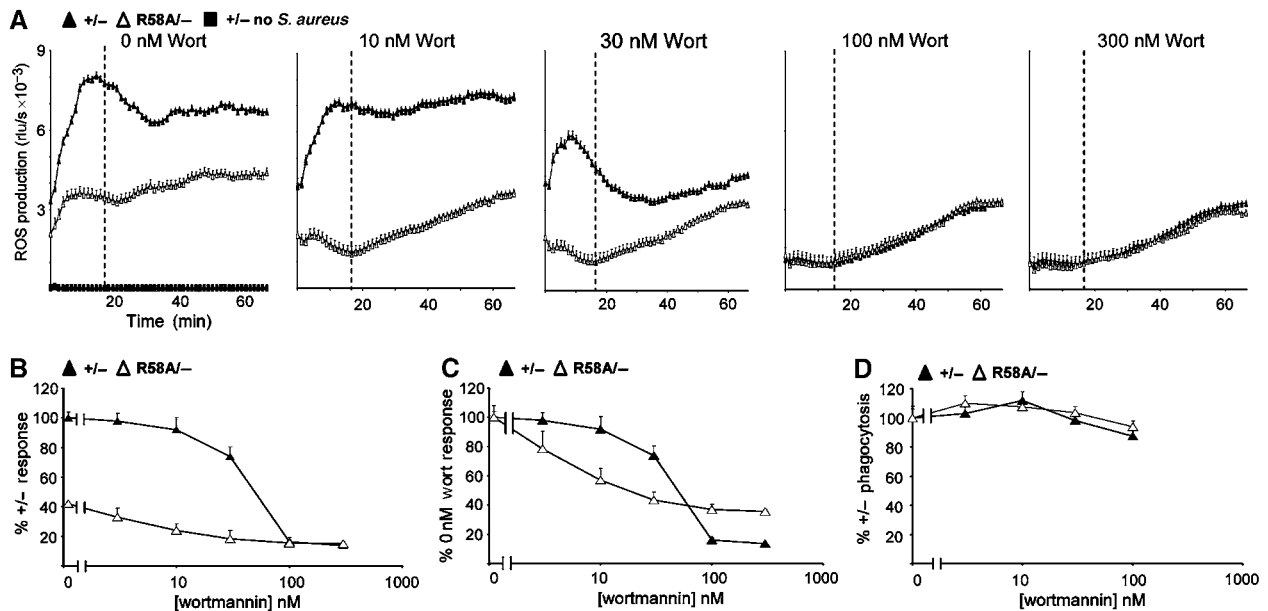 A
▲ +/– △ R58A/– ■ +/– no S. aureus
0 nM Wort
10 nM Wort
30 nM Wort
100 nM Wort
300 nM Wort
ROS production (rlu/s ×10⁻³)
9
6
3
20 40 60
20 40 60
20 40 60
20 40 60
20 40 60
Time (min)
B
▲ +/– △ R58A/–
% +/– response
120
100
80
60
40
20
0 10 100 1000
[wortmannin] nM
C
▲ +/– △ R58A/–
% 0 nM wort response
120
100
80
60
40
20
0 10 100 1000
[wortmannin] nM
D
▲ +/– △ R58A/–
% +/– phagocytosis
120
100
80
60
40
20
0 10 100 1000
[wortmannin] nM